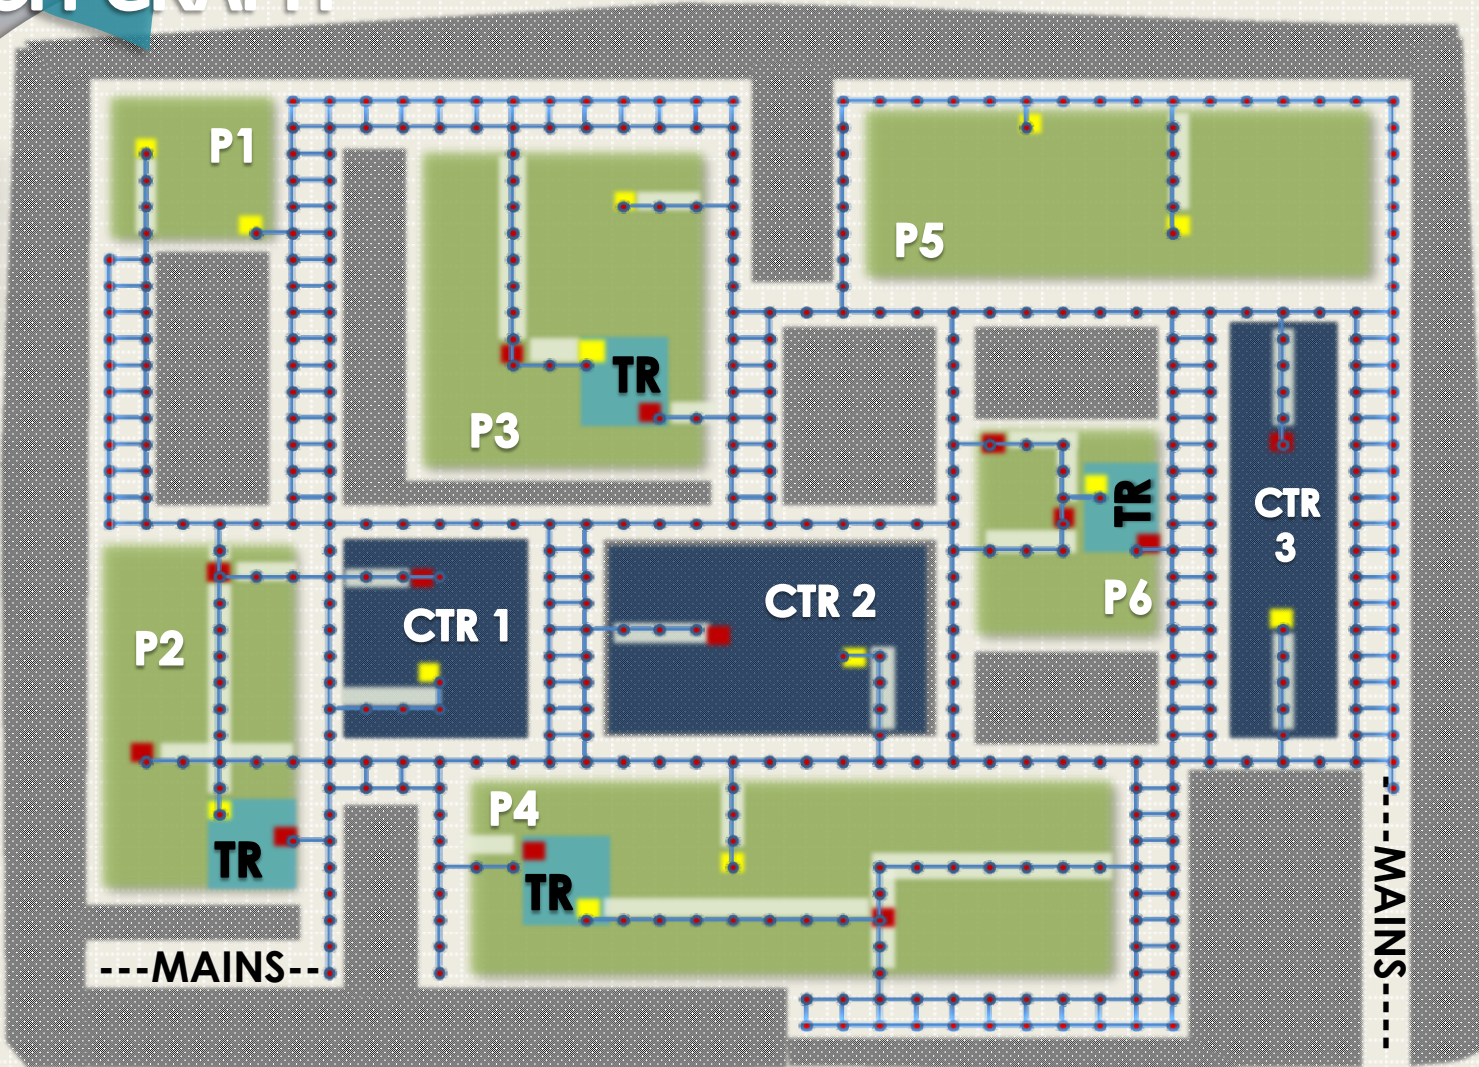 P1
P5
TR
P3
TR
CTR
3
P6
CTR 1
CTR 2
P2
P4
TR
TR
---MAINS--
----MAINS----